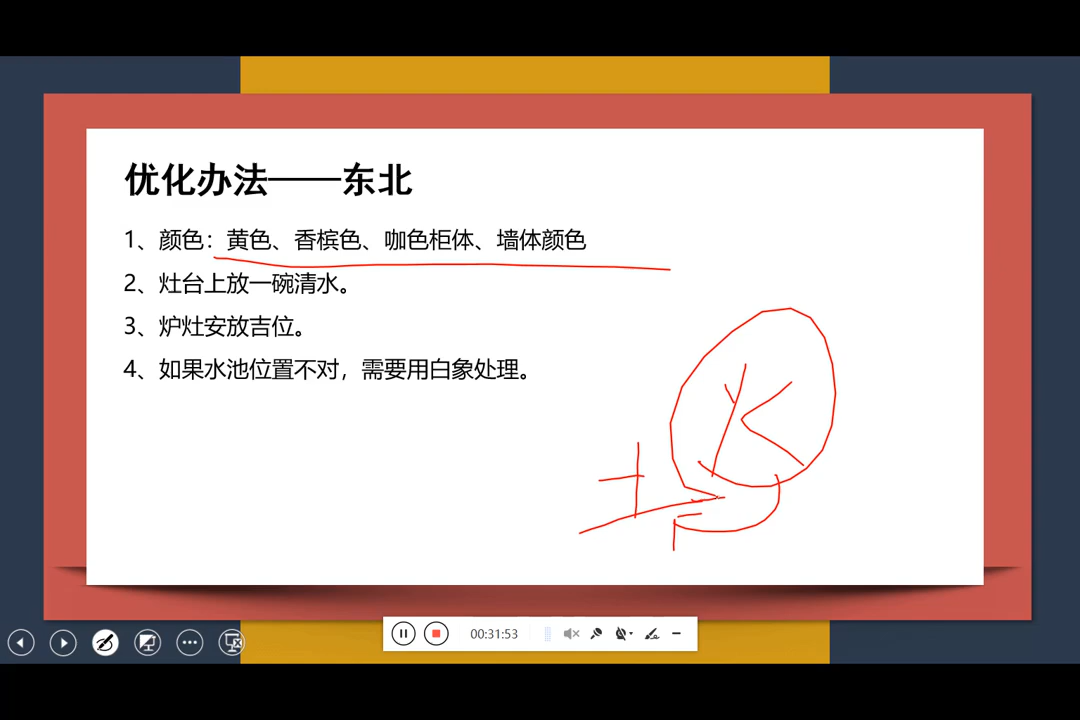 优化办法——东北
1、颜色：黄色、香槟色、咖色柜体、墙体颜色
2、灶台上放一碗清水。
3、炉灶安放吉位。
4、如果水池位置不对，需要用白象处理。
土
00:31:53